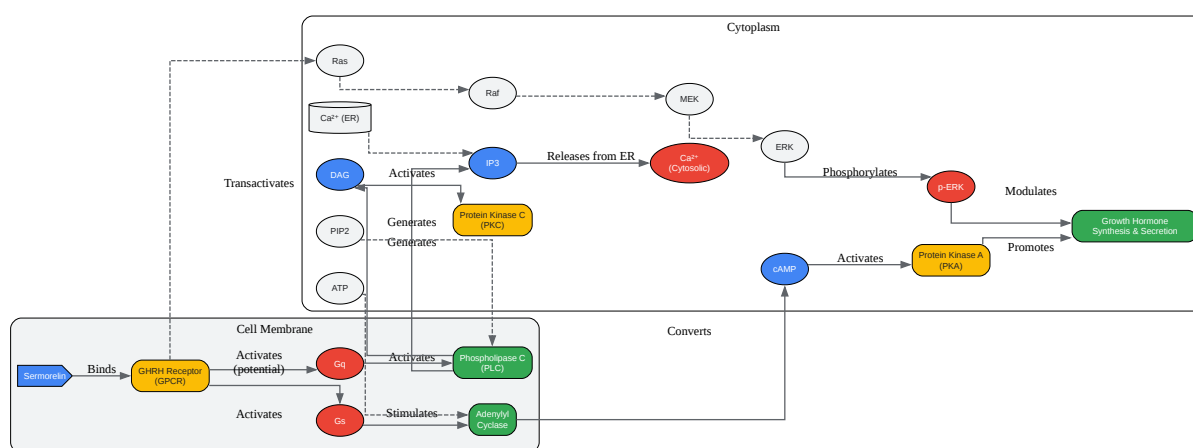 Cytoplasm
Ras
Raf
MEK
Ca²⁺ (ER)
ERK
IP3
Releases from ER
Ca²⁺
(Cytosolic)
DAG
Activates
Phosphorylates
Transactivates
p-ERK
Modulates
Protein Kinase C
(PKC)
Generates
Generates
PIP2
Growth Hormone
Synthesis & Secretion
Promotes
Protein Kinase A
(PKA)
cAMP
Activates
ATP
Cell Membrane
Converts
Sermorelin
Binds
GHRH Receptor
(GPCR)
Activates
(potential)
Gq
Activates
Phospholipase C
(PLC)
Activates
Gs
Stimulates
Adenylyl
Cyclase